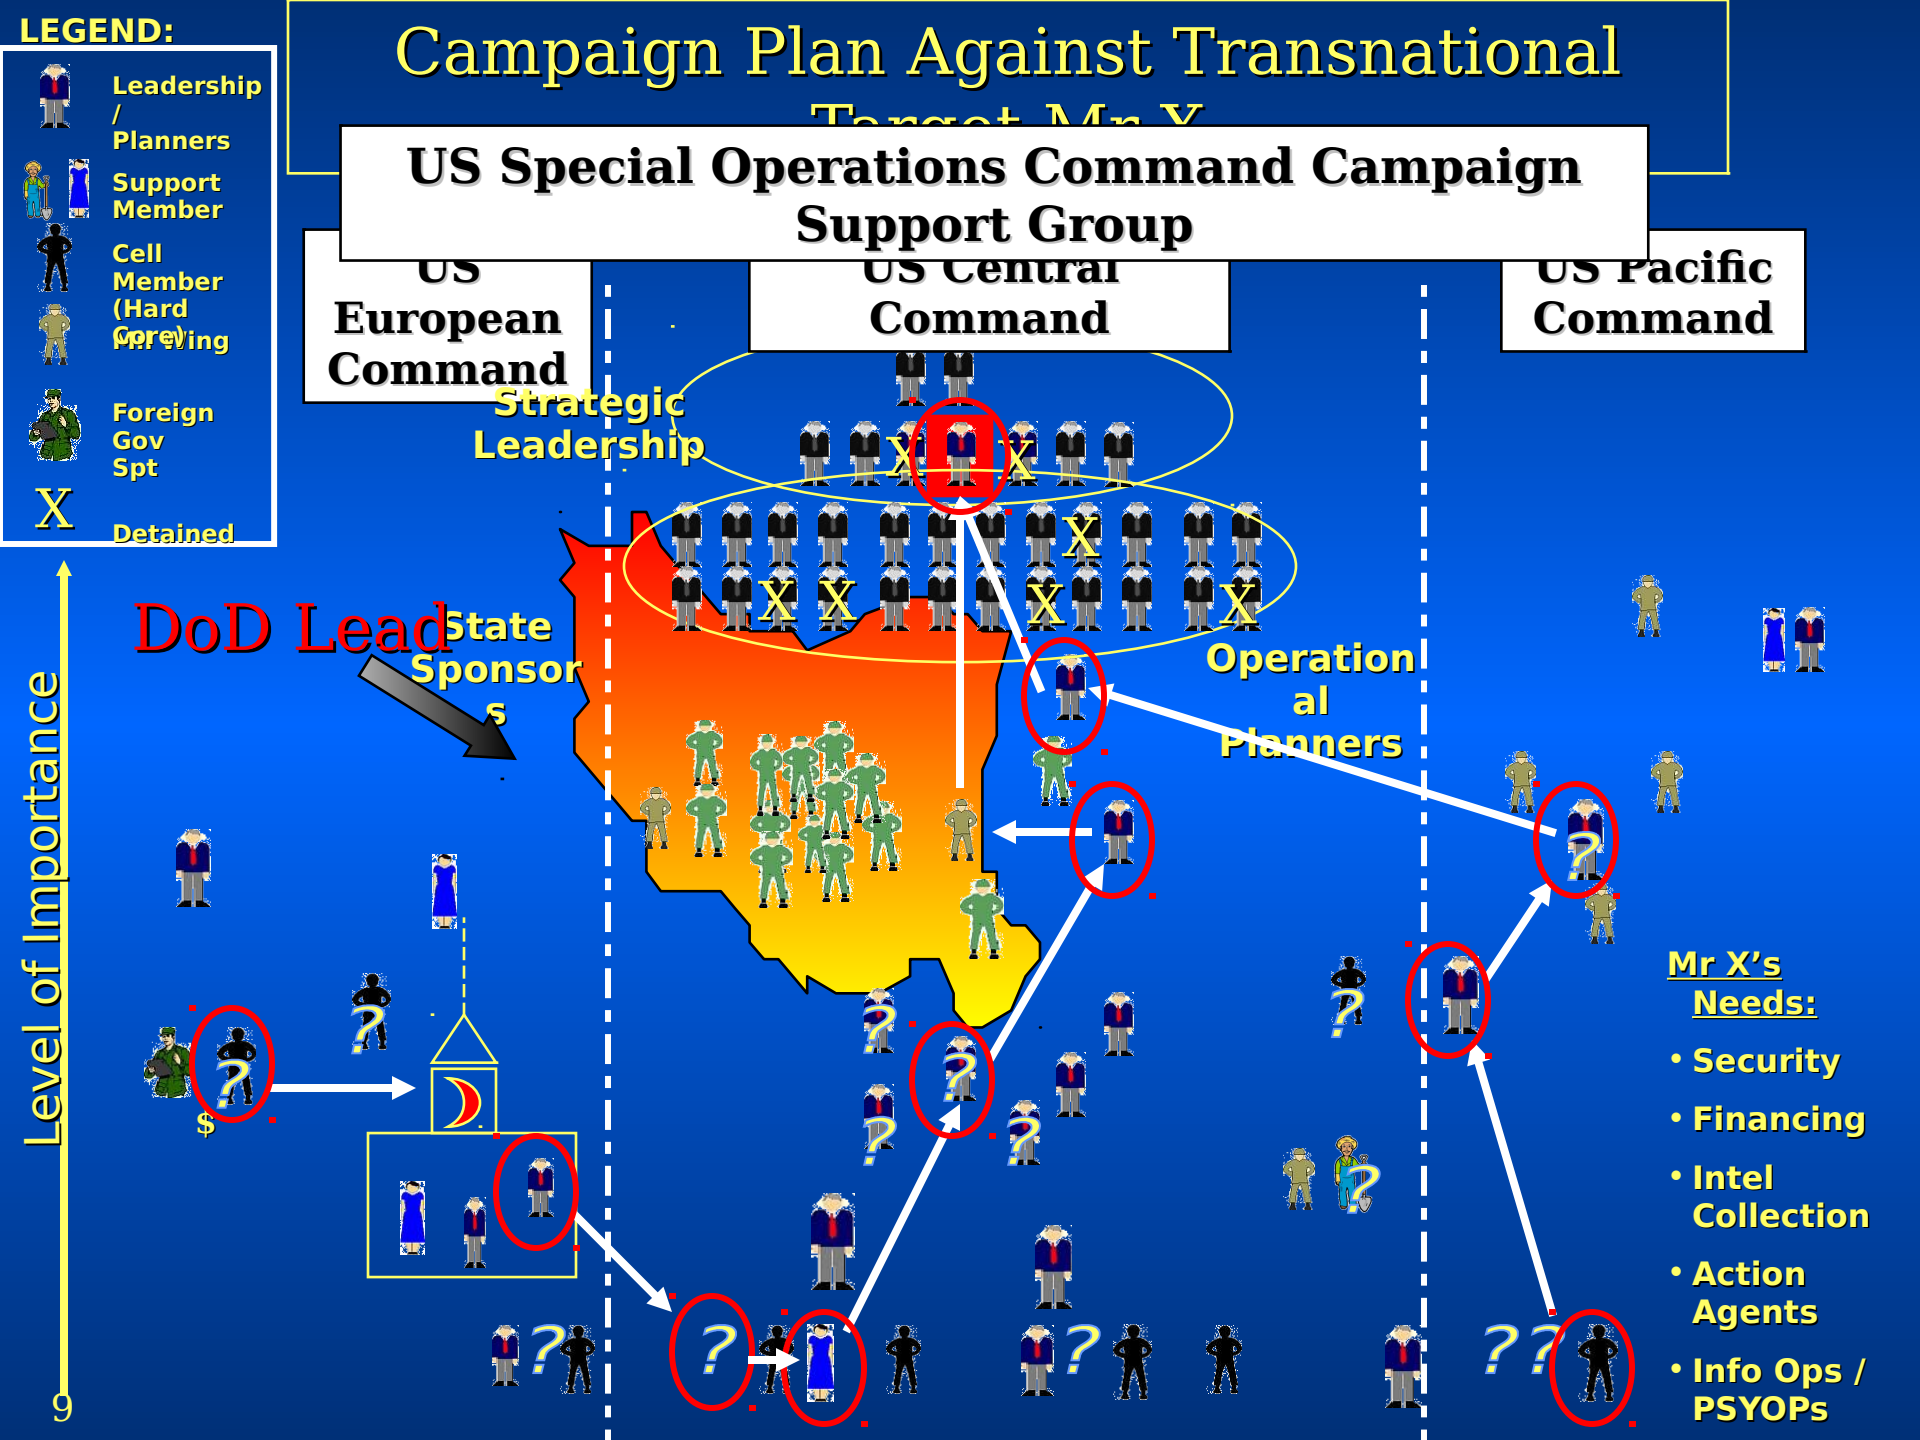 LEGEND:
Leadership
/
Planners
Support
Member
Cell
Member
(Hard
Core)
Mil Wing
Foreign
Gov
Spt
X
Detained
Campaign Plan Against Transnational
Target Mr X
US Special Operations Command Campaign
Support Group
US
European
Command
US Central
Command
US Pacific
Command
Strategic
Leadership
X X
X
X X X X
DoD Lead
State
Sponsor
s
Operation
al
Planners
Level of Importance
?
?
?
?
?
?
?
?
?
$
?
? ? ? ? ?
Mr X’s
Needs:
• Security
• Financing
• Intel
Collection
• Action
Agents
• Info Ops /
PSYOPs
9